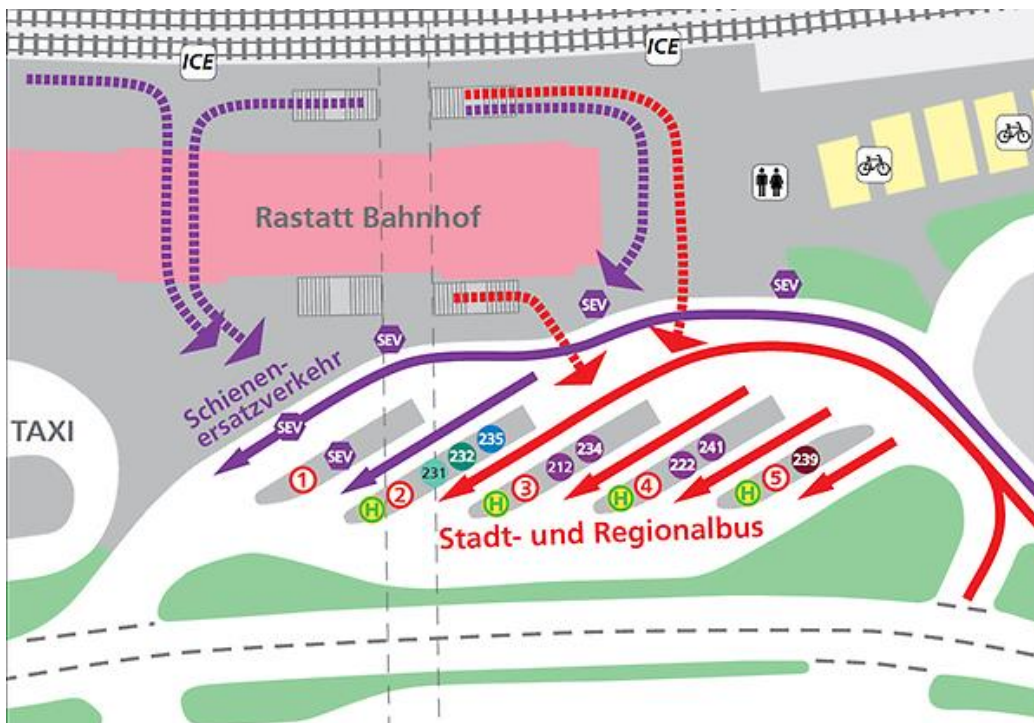 ICE
ICE
Rastatt Bahnhof
SEV
SEV
SEV
Schienen-
ersatzverkehr
TAXI
SEV
SEV
1
H
2
231
232
235
H
3
212
234
H
4
222
241
H
5
239
Stadt- und Regionalbus